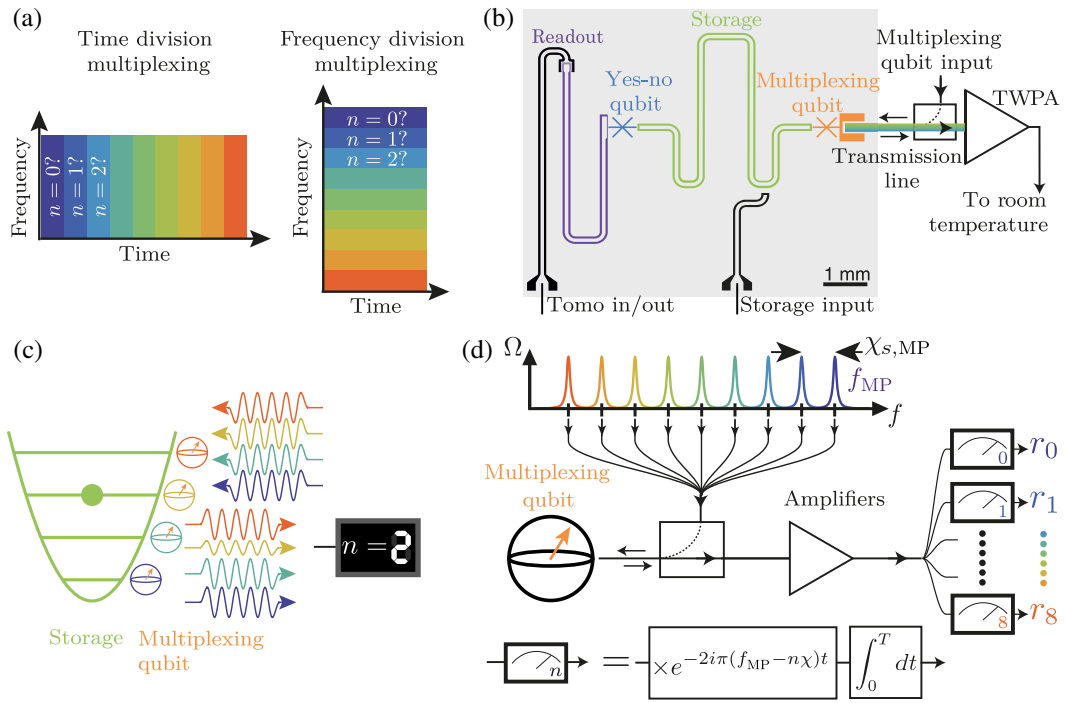 (a)
Time division
multiplexing
Frequency
n = 0?
n = 1?
n = 2?
Time
Frequency division
multiplexing
Frequency
n = 0?
n = 1?
n = 2?
Time
(b)
Readout
Yes-no
qubit
Storage
Multiplexing
qubit
Multiplexing
qubit input
TWPA
Transmission
line
To room
temperature
1 mm
Tomo in/out
Storage input
(c)
n = 2
Storage
Multiplexing
qubit
(d)
Ω
χs,MP
fMP
f
Multiplexing
qubit
Amplifiers
0
r0
1
r1
8
r8
n
= ×e^{−2iπ(fMP−nχ)t} ∫_0^T dt